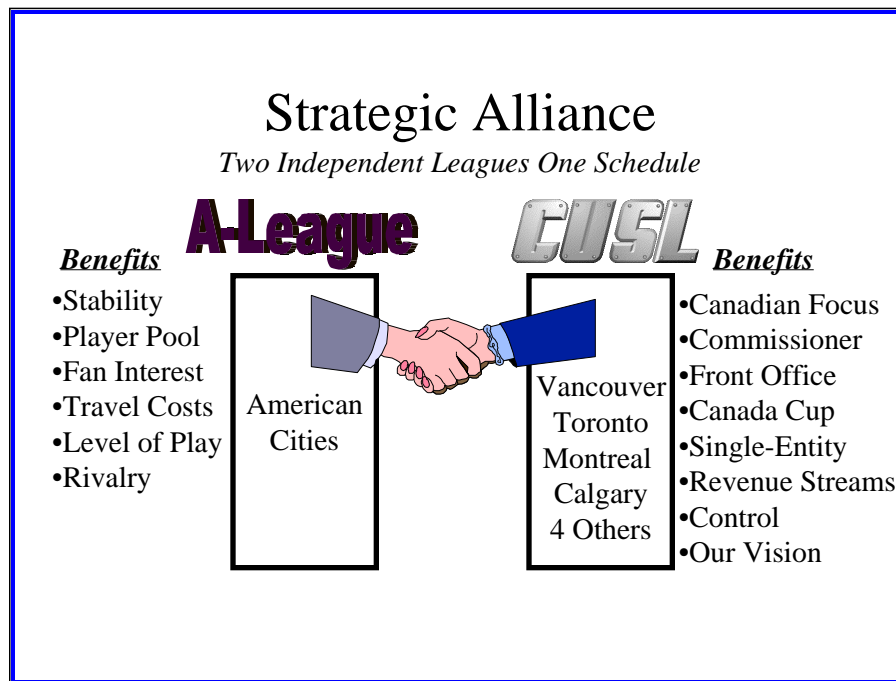 Strategic Alliance
Two Independent Leagues One Schedule
A-League
CUSL
Benefits
•Stability
•Player Pool
•Fan Interest
•Travel Costs
•Level of Play
•Rivalry
American
Cities
Vancouver
Toronto
Montreal
Calgary
4 Others
Benefits
•Canadian Focus
•Commissioner
•Front Office
•Canada Cup
•Single-Entity
•Revenue Streams
•Control
•Our Vision